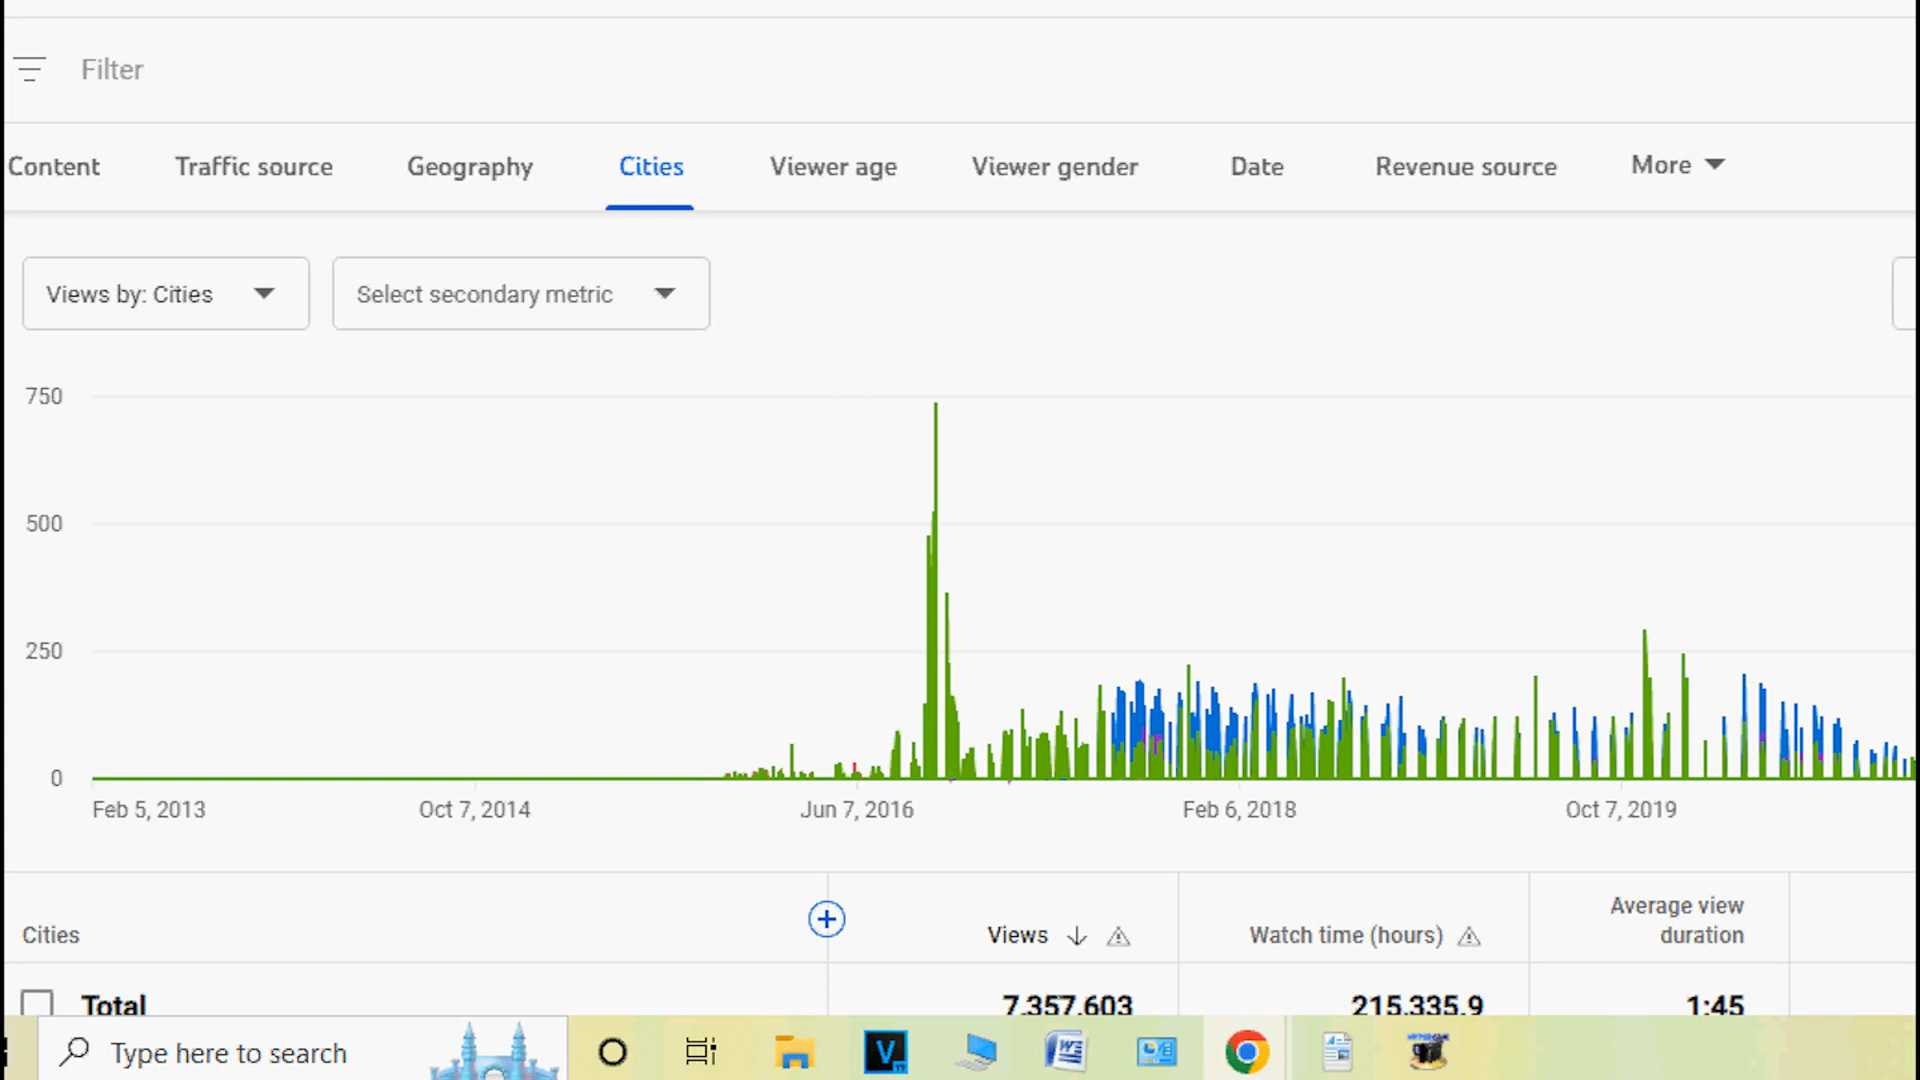 Filter
Content Traffic source Geography Cities Viewer age Viewer gender Date Revenue source More
Views by: Cities Select secondary metric
750
500
250
0
Feb 5, 2013 Oct 7, 2014 Jun 7, 2016 Feb 6, 2018 Oct 7, 2019
Cities Views Watch time (hours) Average view
duration
Total 7,357,603 215,335.9 1:45
Type here to search